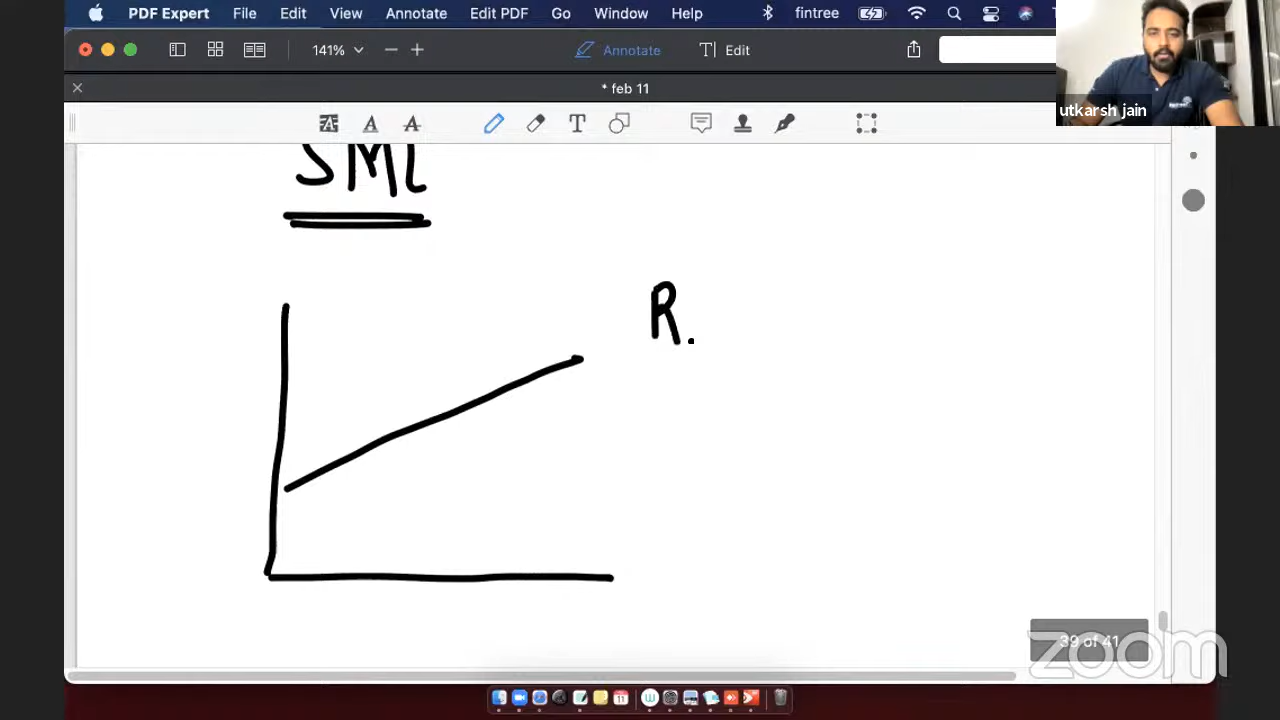 PDF Expert File Edit View Annotate Edit PDF Go Window Help fintree
141% Annotate Edit
* feb 11
utkarsh jain
SML
R.
39 of 41
zoom